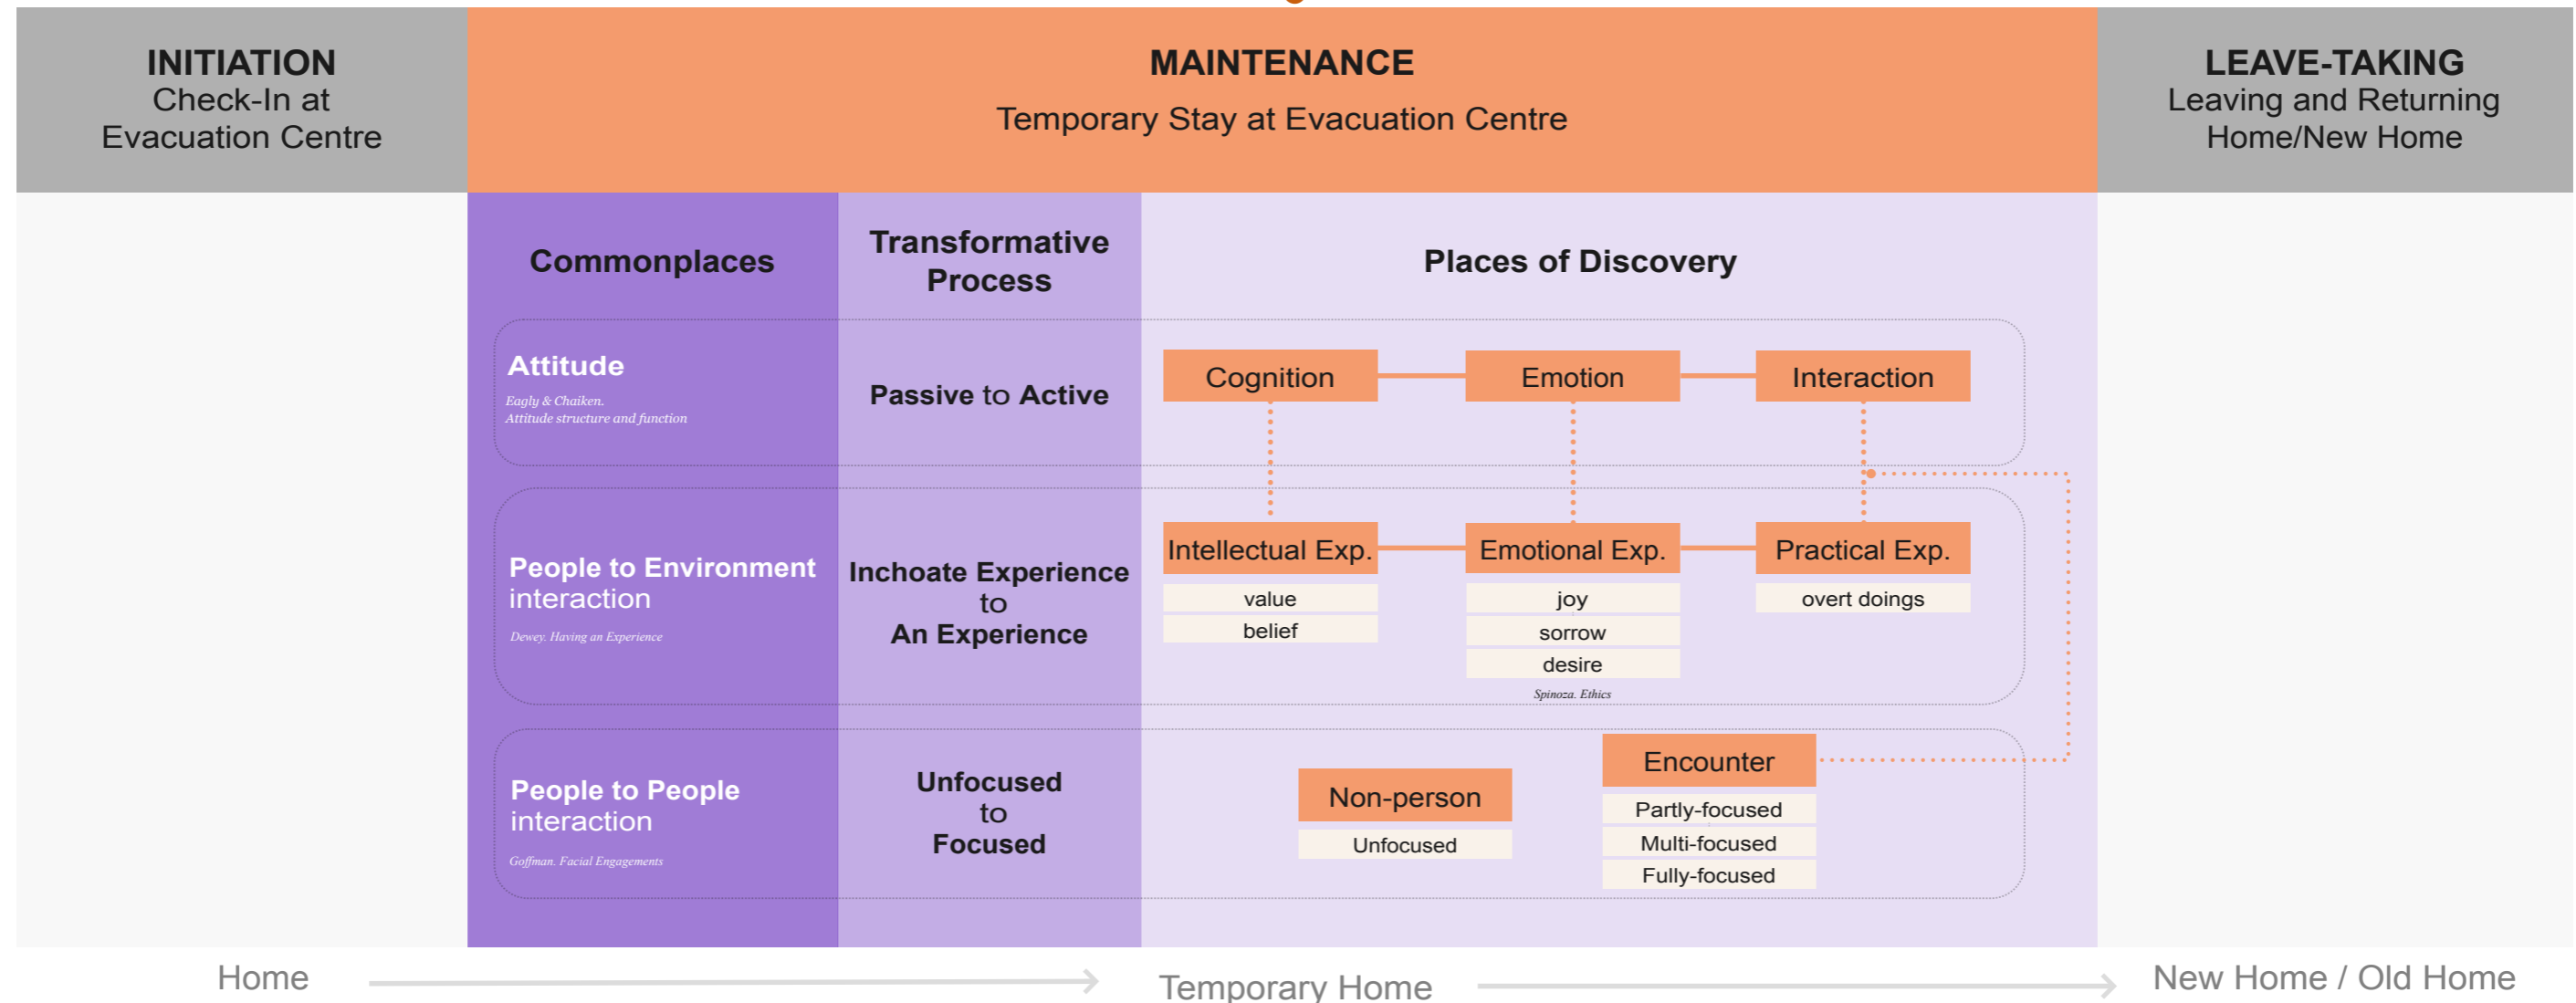 INITIATION
Check-In at
Evacuation Centre
MAINTENANCE
Temporary Stay at Evacuation Centre
LEAVE-TAKING
Leaving and Returning
Home/New Home
Commonplaces
Transformative
Process
Places of Discovery
Attitude
Eagly & Chaiken.
Attitude structure and function
Passive to Active
Cognition
Emotion
Interaction
People to Environment
interaction
Dewey. Having an Experience
Inchoate Experience
to
An Experience
Intellectual Exp.
value
belief
Emotional Exp.
joy
sorrow
desire
Spinoza. Ethics
Practical Exp.
overt doings
People to People
interaction
Goffman. Facial Engagements
Unfocused
to
Focused
Non-person
Unfocused
Encounter
Partly-focused
Multi-focused
Fully-focused
Home
Temporary Home
New Home / Old Home